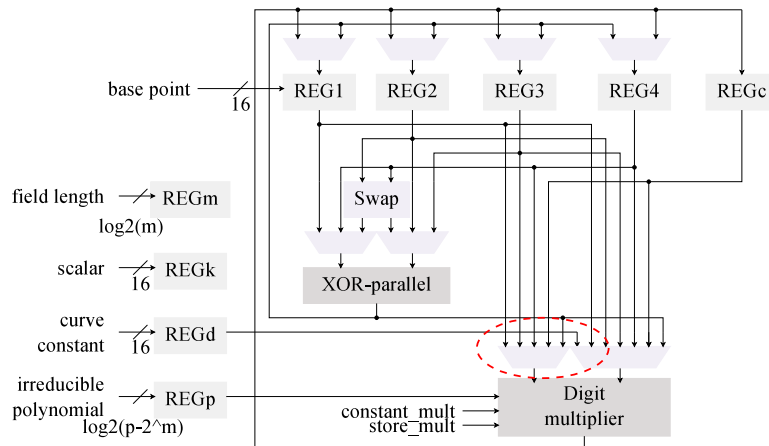 base point
16
REG1
REG2
REG3
REG4
REGc
field length
log2(m)
REGm
Swap
scalar
16
REGk
XOR-parallel
curve
constant
16
REGd
irreducible
polynomial
log2(p-2^m)
REGp
constant_mult
store_mult
Digit
multiplier